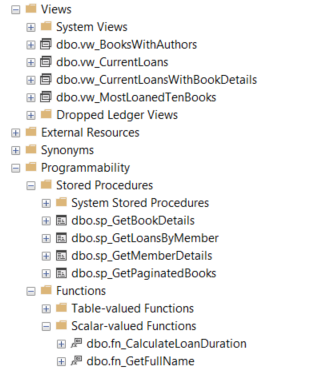 Views
System Views
dbo.vw_BooksWithAuthors
dbo.vw_CurrentLoans
dbo.vw_CurrentLoansWithBookDetails
dbo.vw_MostLoanedTenBooks
Dropped Ledger Views
External Resources
Synonyms
Programmability
Stored Procedures
System Stored Procedures
dbo.sp_GetBookDetails
dbo.sp_GetLoansByMember
dbo.sp_GetMemberDetails
dbo.sp_GetPaginatedBooks
Functions
Table-valued Functions
Scalar-valued Functions
dbo.fn_CalculateLoanDuration
dbo.fn_GetFullName